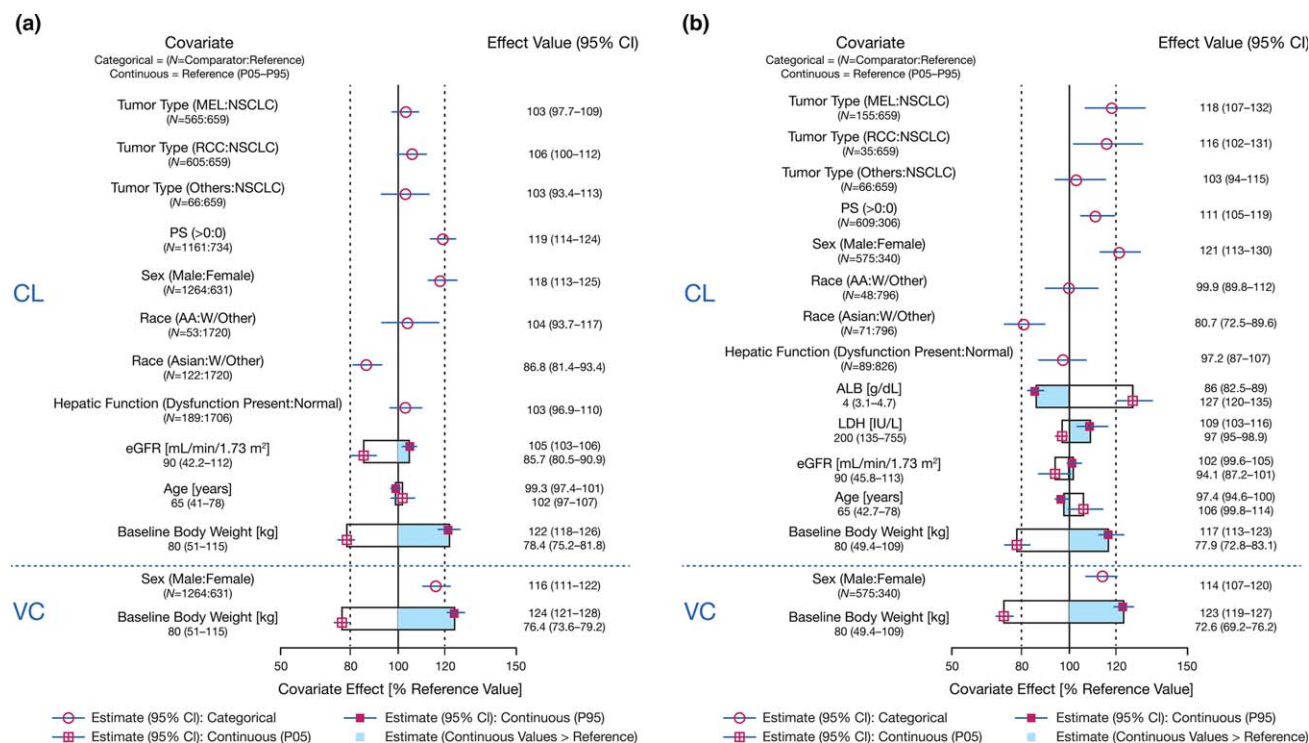 (a)
Covariate
Effect Value (95% CI)
Categorical = (N=Comparator:Reference)
Continuous = Reference (P05–P95)
Tumor Type (MEL:NSCLC)
(N=565:659)
103 (97.7–109)
Tumor Type (RCC:NSCLC)
(N=605:659)
106 (100–112)
Tumor Type (Others:NSCLC)
(N=66:659)
103 (93.4–113)
PS (>0:0)
(N=1161:734)
119 (114–124)
Sex (Male:Female)
(N=1264:631)
118 (113–125)
CL
Race (AA:W/Other)
(N=53:1720)
104 (93.7–117)
Race (Asian:W/Other)
(N=122:1720)
86.8 (81.4–93.4)
Hepatic Function (Dysfunction Present:Normal)
(N=189:1706)
103 (96.9–110)
eGFR [mL/min/1.73 m²]
90 (42.2–112)
105 (103–106)
85.7 (80.5–90.9)
Age [years]
65 (41–78)
99.3 (97.4–101)
102 (97–107)
Baseline Body Weight [kg]
80 (51–115)
122 (118–126)
78.4 (75.2–81.8)
VC
Sex (Male:Female)
(N=1264:631)
116 (111–122)
Baseline Body Weight [kg]
80 (51–115)
124 (121–128)
76.4 (73.6–79.2)
50 80 100 120 150
Covariate Effect [% Reference Value]
Estimate (95% CI): Categorical
Estimate (95% CI): Continuous (P95)
Estimate (95% CI): Continuous (P05)
Estimate (Continuous Values > Reference)
(b)
Covariate
Effect Value (95% CI)
Categorical = (N=Comparator:Reference)
Continuous = Reference (P05–P95)
Tumor Type (MEL:NSCLC)
(N=155:659)
118 (107–132)
Tumor Type (RCC:NSCLC)
(N=35:659)
116 (102–131)
Tumor Type (Others:NSCLC)
(N=66:659)
103 (94–115)
PS (>0:0)
(N=609:306)
111 (105–119)
Sex (Male:Female)
(N=575:340)
121 (113–130)
CL
Race (AA:W/Other)
(N=48:796)
99.9 (89.8–112)
Race (Asian:W/Other)
(N=71:796)
80.7 (72.5–89.6)
Hepatic Function (Dysfunction Present:Normal)
(N=89:826)
97.2 (87–107)
ALB [g/dL]
4 (3.1–4.7)
86 (82.5–89)
127 (120–135)
LDH [IU/L]
200 (135–755)
109 (103–116)
97 (95–98.9)
eGFR [mL/min/1.73 m²]
90 (45.8–113)
102 (99.6–105)
94.1 (87.2–101)
Age [years]
65 (42.7–78)
97.4 (94.6–100)
106 (99.8–114)
Baseline Body Weight [kg]
80 (49.4–109)
117 (113–123)
77.9 (72.8–83.1)
VC
Sex (Male:Female)
(N=575:340)
114 (107–120)
Baseline Body Weight [kg]
80 (49.4–109)
123 (119–127)
72.6 (69.2–76.2)
50 80 100 120 150
Covariate Effect [% Reference Value]
Estimate (95% CI): Categorical
Estimate (95% CI): Continuous (P95)
Estimate (95% CI): Continuous (P05)
Estimate (Continuous Values > Reference)